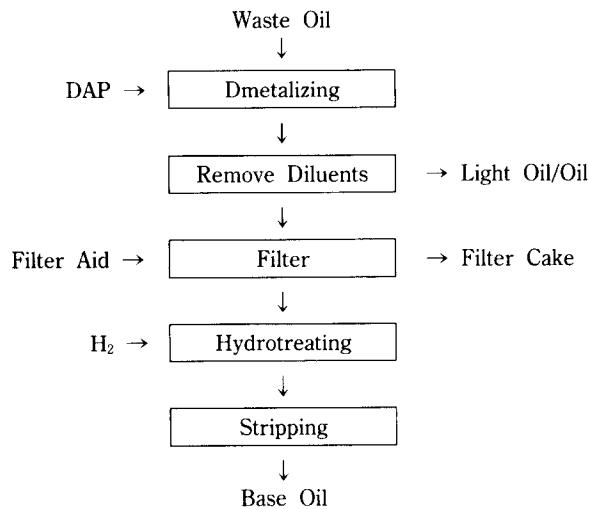 Waste Oil
↓
DAP → Dmetalizing
↓
Remove Diluents → Light Oil/Oil
↓
Filter Aid → Filter → Filter Cake
↓
H₂ → Hydrotreating
↓
Stripping
↓
Base Oil